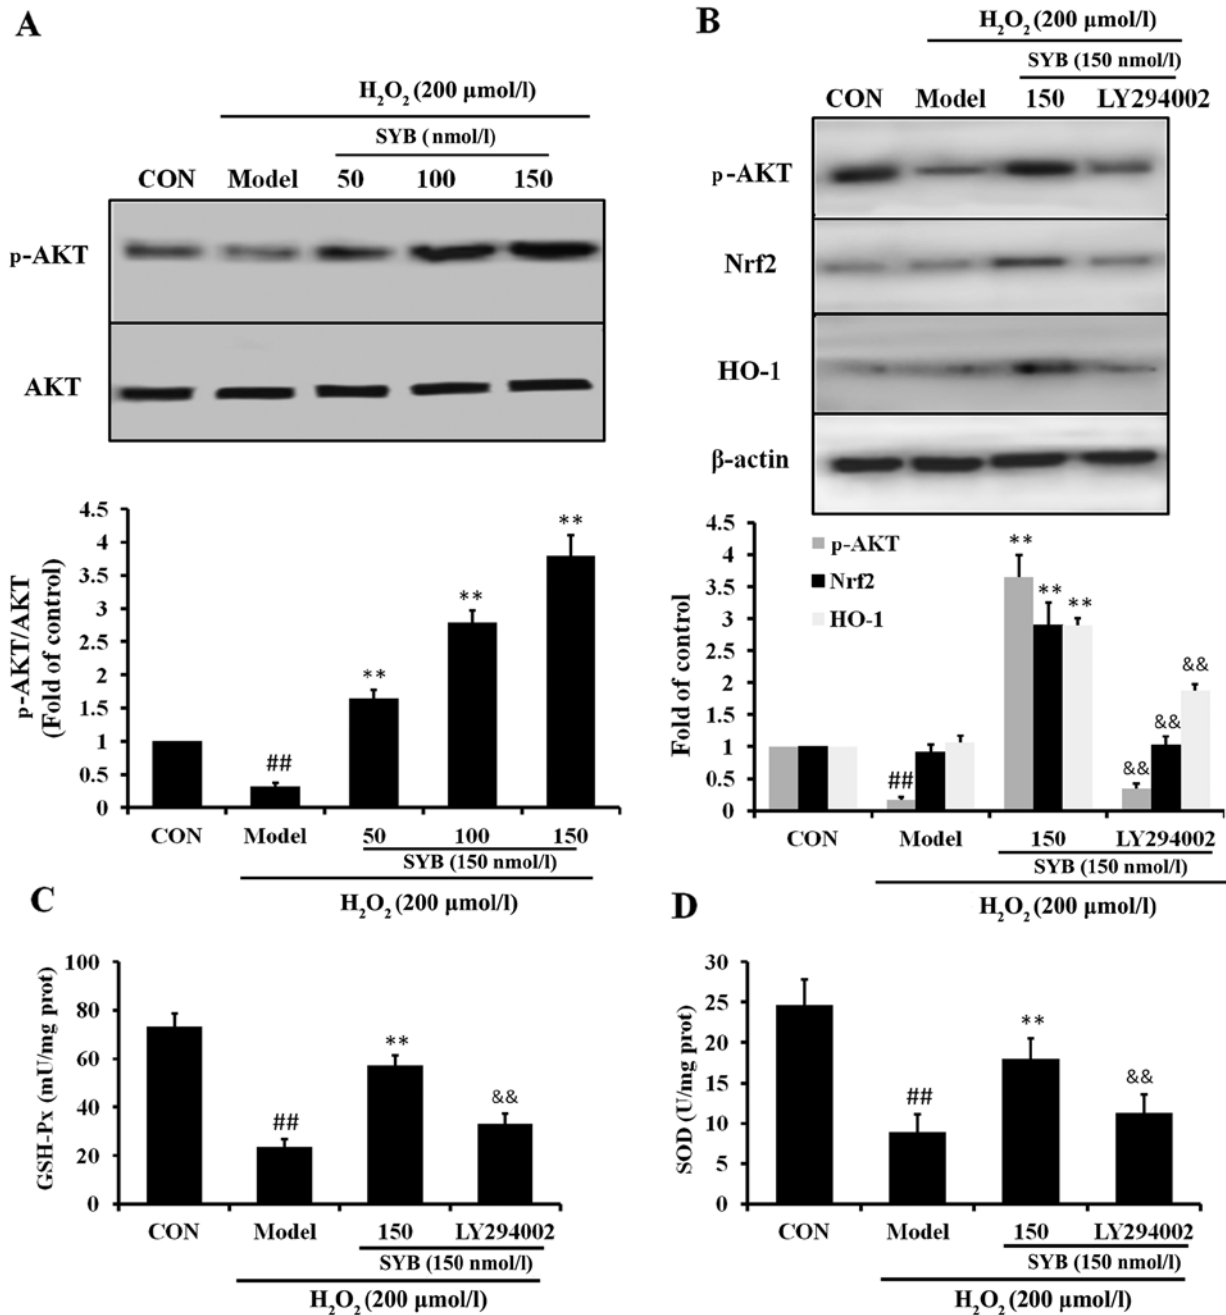 A
H₂O₂ (200 µmol/l)
SYB ( nmol/l)
CON Model 50 100 150
p-AKT
AKT
p-AKT/AKT
(Fold of control)
4.5
4
3.5
3
2.5
2
1.5
1
0.5
0
##
**
**
**
CON Model 50 100 150
SYB (150 nmol/l)
H₂O₂ (200 µmol/l)
B
H₂O₂ (200 µmol/l)
SYB (150 nmol/l)
CON Model 150 LY294002
p-AKT
Nrf2
HO-1
β-actin
Fold of control
4.5
4
3.5
3
2.5
2
1.5
1
0.5
0
p-AKT
Nrf2
HO-1
##
** ** **
&& && &&
CON Model 150 LY294002
SYB (150 nmol/l)
H₂O₂ (200 µmol/l)
C
GSH-Px (mU/mg prot)
100
80
60
40
20
0
##
**
&&
CON Model 150 LY294002
SYB (150 nmol/l)
H₂O₂ (200 µmol/l)
D
SOD (U/mg prot)
30
25
20
15
10
5
0
##
**
&&
CON Model 150 LY294002
SYB (150 nmol/l)
H₂O₂ (200 µmol/l)